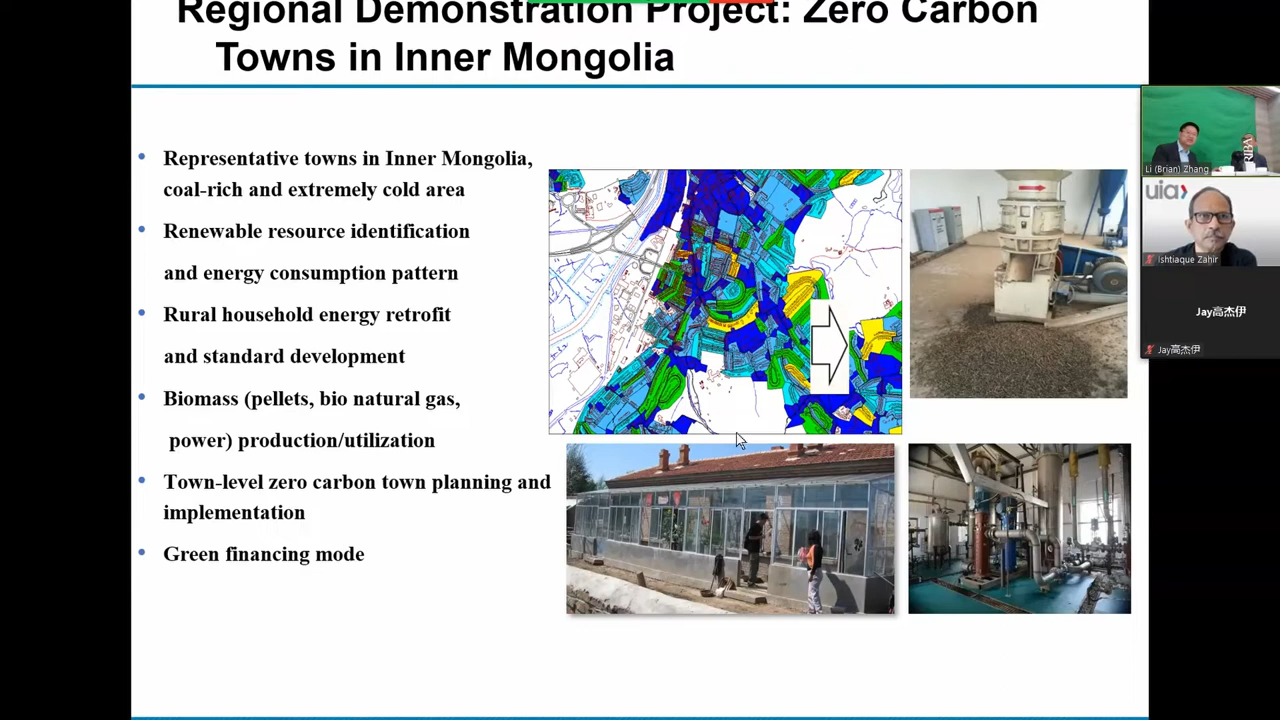 Regional Demonstration Project: Zero Carbon
Towns in Inner Mongolia
• Representative towns in Inner Mongolia,
coal-rich and extremely cold area
• Renewable resource identification
and energy consumption pattern
• Rural household energy retrofit
and standard development
• Biomass (pellets, bio natural gas,
power) production/utilization
• Town-level zero carbon town planning and
implementation
• Green financing mode
RIBA
Li (Brian) Zhang
uia
Ishtiaque Zahir
Jay高杰伊
Jay高杰伊